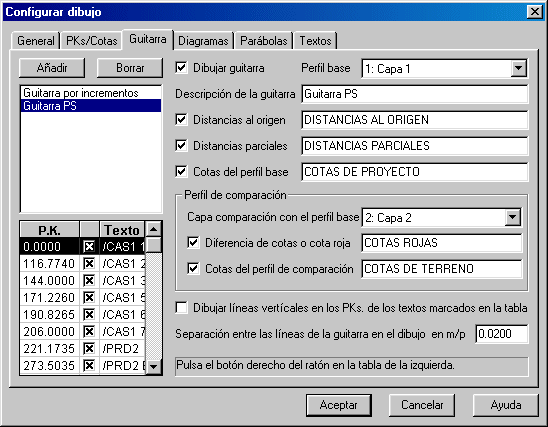 Configurar dibujo
General PKs/Cotas Guitarra Diagramas Parábolas Textos
Añadir Borrar
Guitarra por incrementos
Guitarra PS
P.K. Texto
0.0000 /CAS1 1
116.7740 /CAS1 2
144.0000 /CAS1 3
171.2260 /CAS1 5
190.8265 /CAS1 6
206.0000 /CAS1 7
221.1735 /PRD2
273.5035 /PRD2 E
Dibujar guitarra Perfil base 1: Capa 1
Descripción de la guitarra Guitarra PS
Distancias al origen DISTANCIAS AL ORIGEN
Distancias parciales DISTANCIAS PARCIALES
Cotas del perfil base COTAS DE PROYECTO
Perfil de comparación
Capa comparación con el perfil base 2: Capa 2
Diferencia de cotas o cota roja COTAS ROJAS
Cotas del perfil de comparación COTAS DE TERRENO
Dibujar líneas vertícales en los PKs. de los textos marcados en la tabla
Separación entre las líneas de la guitarra en el dibujo en m/p 0.0200
Pulsa el botón derecho del ratón en la tabla de la izquierda.
Aceptar Cancelar Ayuda